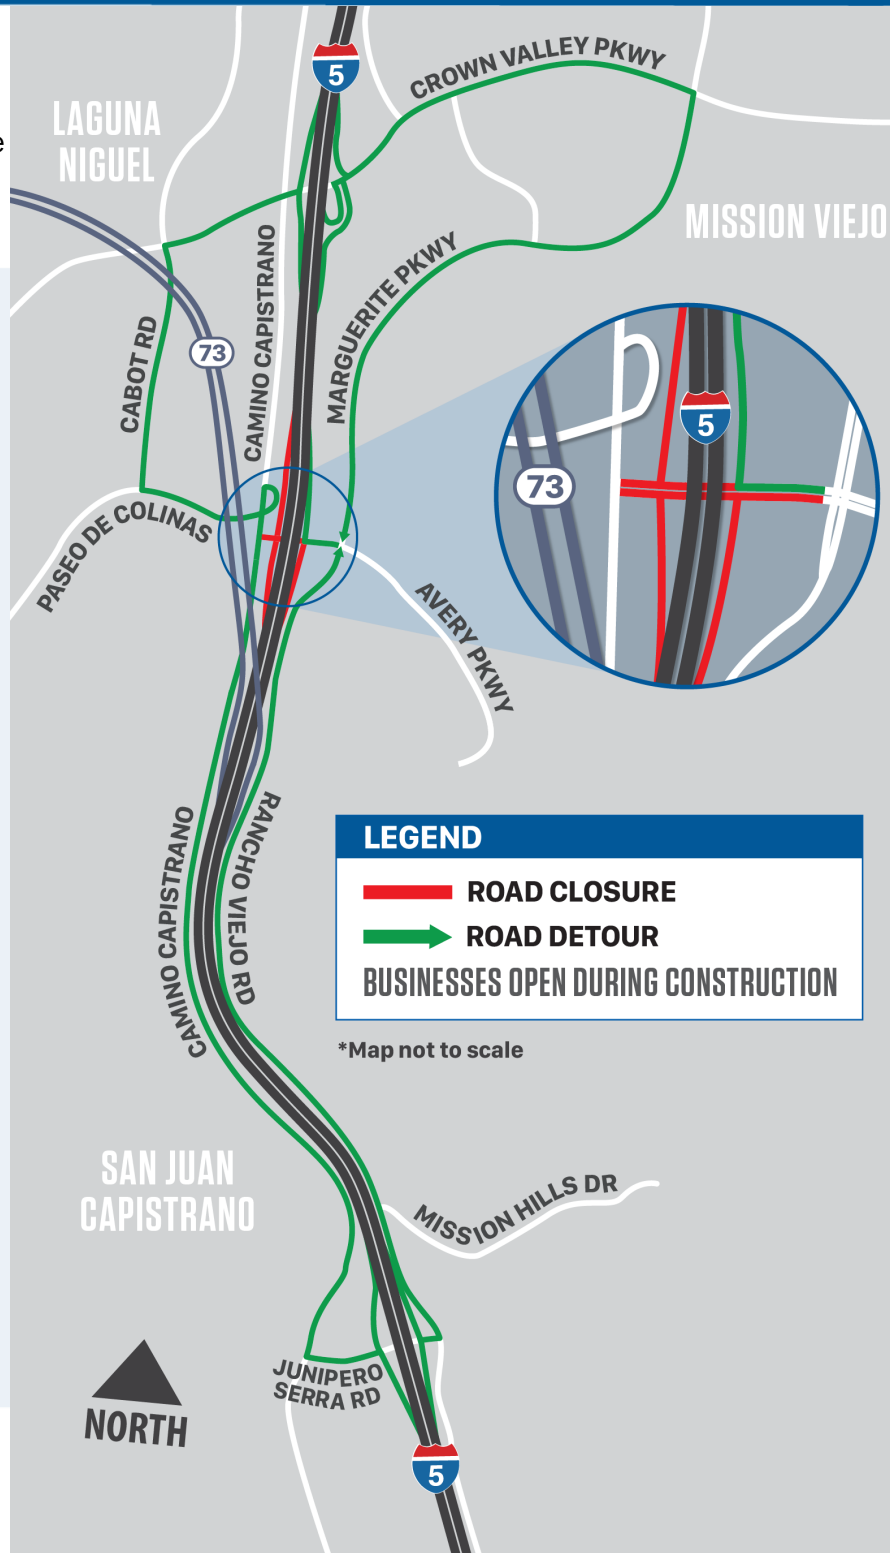 e
5
CROWN VALLEY PKWY
LAGUNA
NIGUEL
MISSION VIEJO
CAMINO CAPISTRANO
MARGUERITE PKWY
CABOT RD
73
5
73
PASEO DE COLINAS
AVERY PKWY
CAMINO CAPISTRANO
RANCHO VIEJO RD
LEGEND
ROAD CLOSURE
ROAD DETOUR
BUSINESSES OPEN DURING CONSTRUCTION
*Map not to scale
SAN JUAN
CAPISTRANO
MISSION HILLS DR
JUNIPERO
SERRA RD
NORTH
5